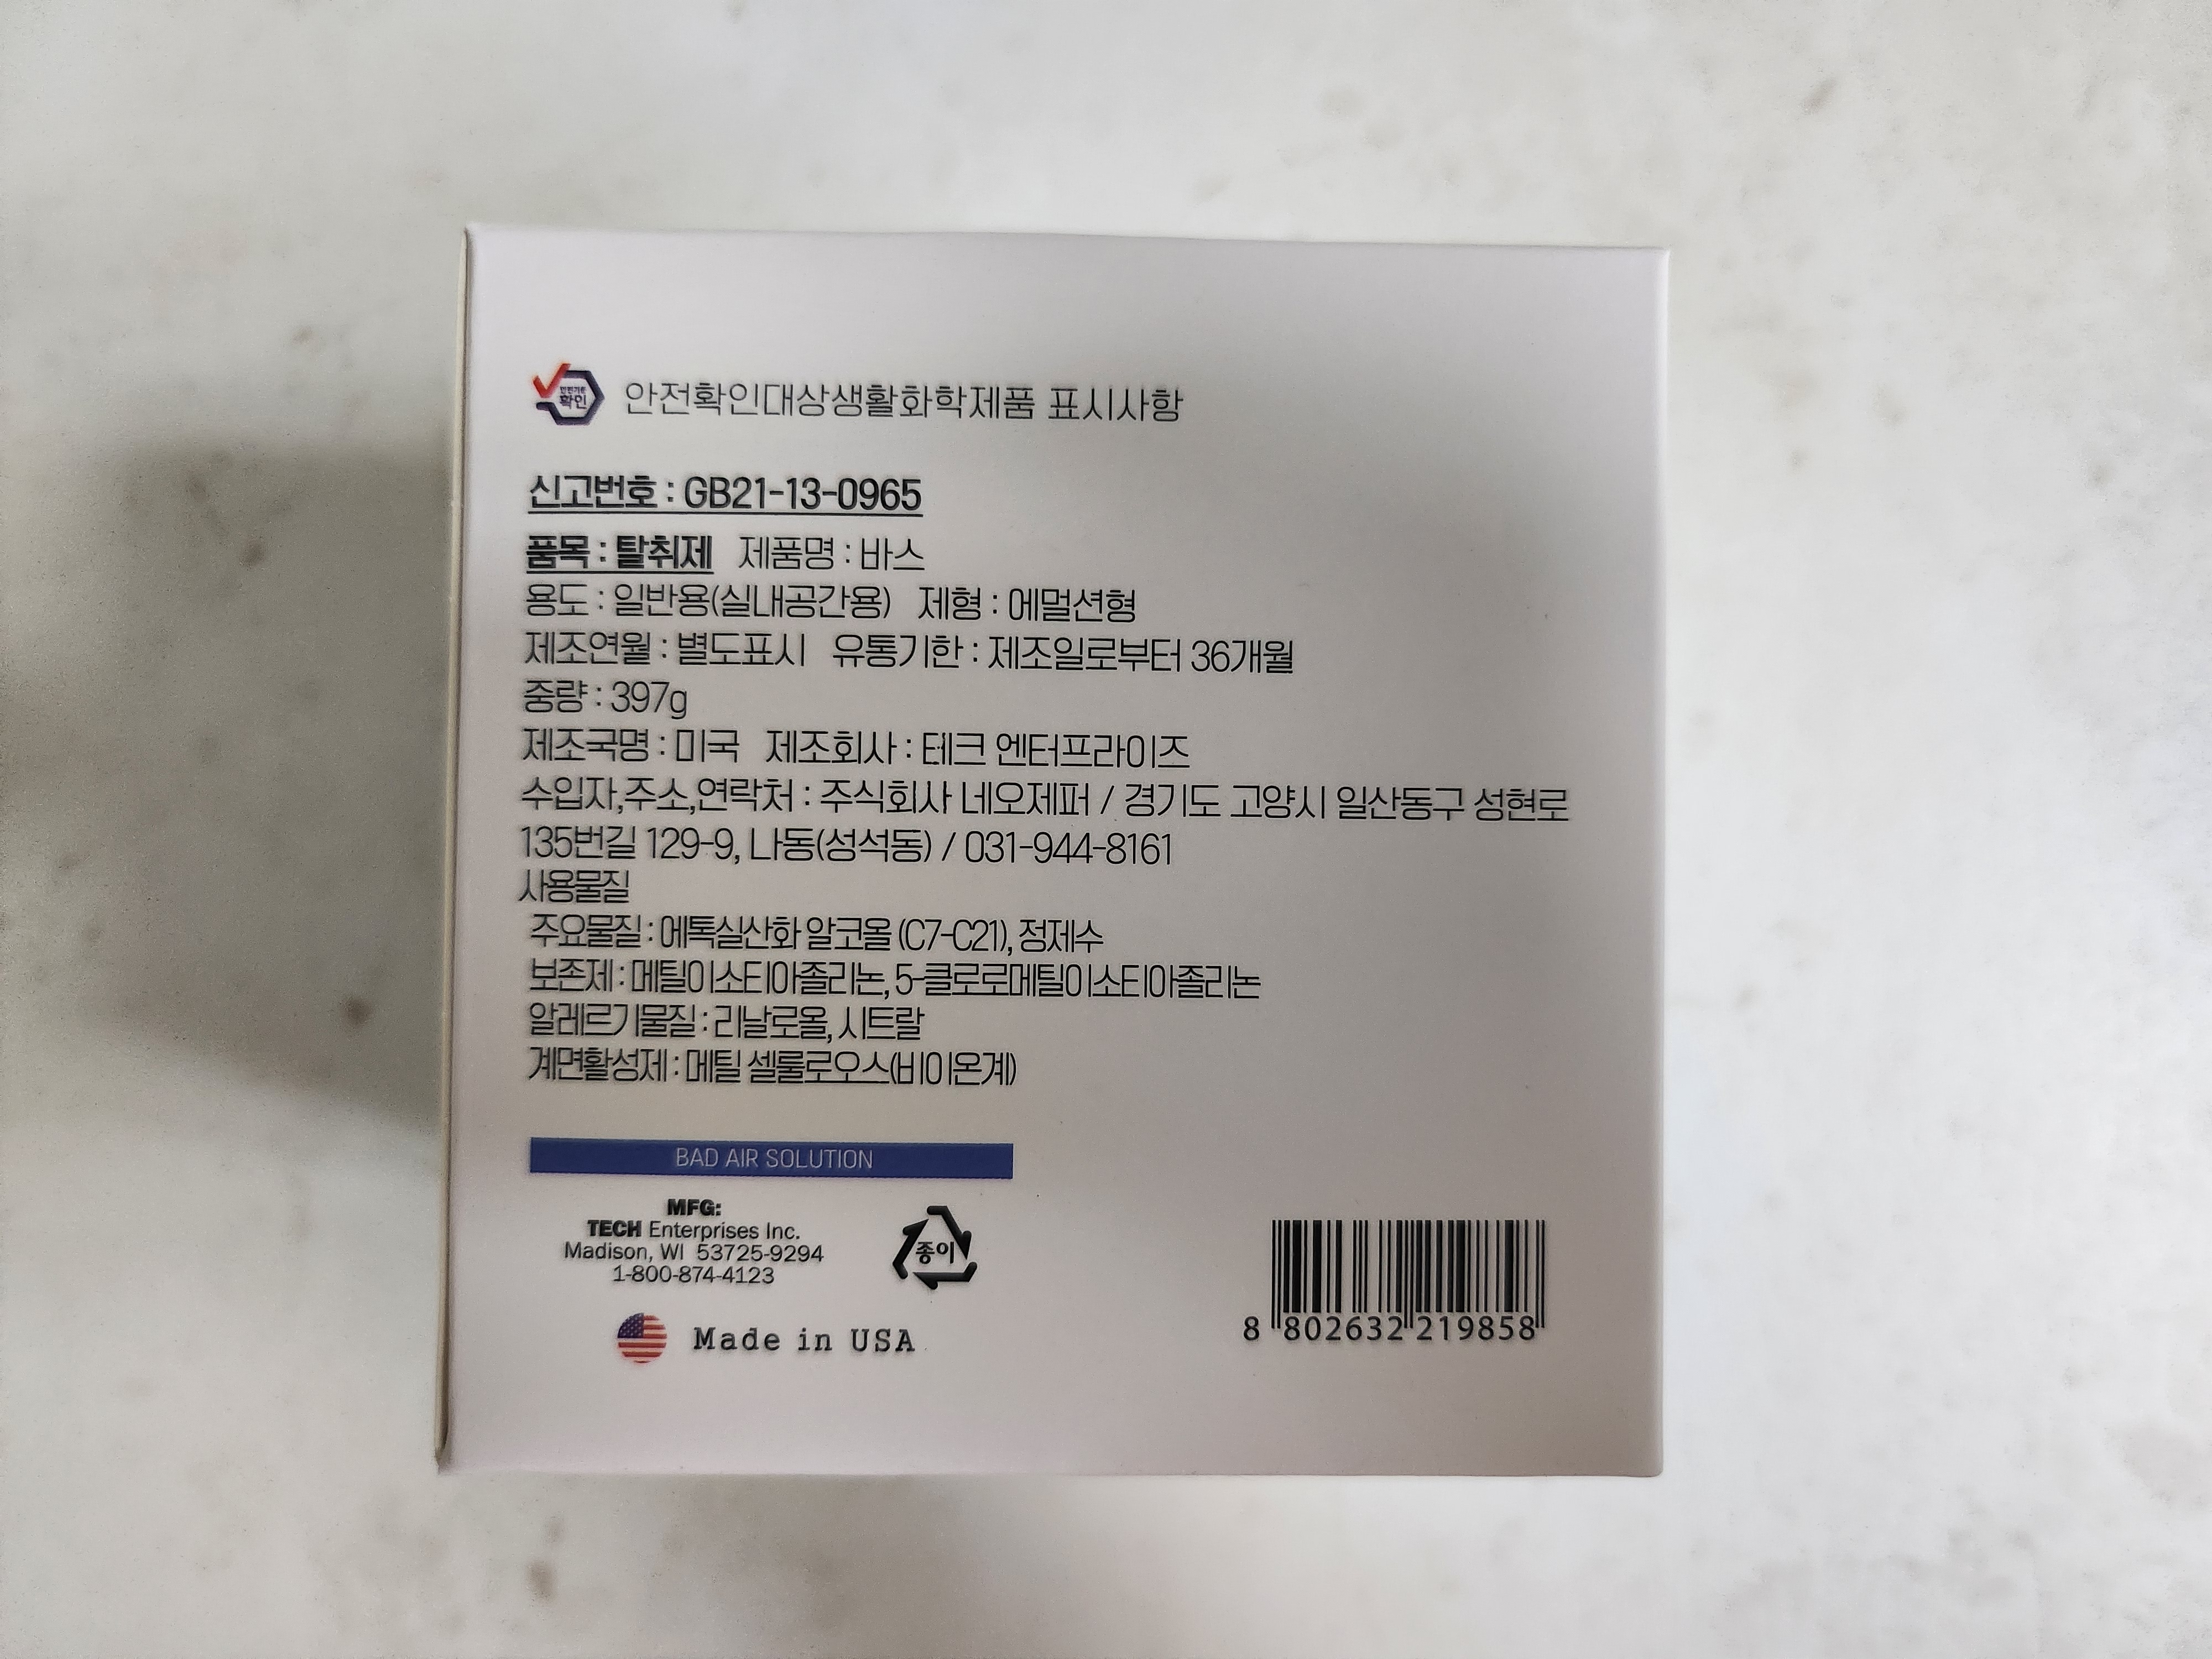 안전기준
확인
안전확인대상생활화학제품 표시사항
신고번호 : GB21-13-0965
품목 : 탈취제 제품명 : 바스
용도 : 일반용(실내공간용) 제형 : 에멀션형
제조연월 : 별도표시 유통기한 : 제조일로부터 36개월
중량 : 397g
제조국명 : 미국 제조회사 : 테크 엔터프라이즈
수입자,주소,연락처 : 주식회사 네오제퍼 / 경기도 고양시 일산동구 성현로
135번길 129-9, 나동(성석동) / 031-944-8161
사용물질
주요물질 : 에톡실산화 알코올 (C7-C21), 정제수
보존제 : 메틸이소티아졸리논, 5-클로로메틸이소티아졸리논
알레르기물질 : 리날로올, 시트랄
계면활성제 : 메틸 셀룰로오스(비이온계)
BAD AIR SOLUTION
MFG:
TECH Enterprises Inc.
Madison, WI 53725-9294
1-800-874-4123
종이
Made in USA
8 802632 219858